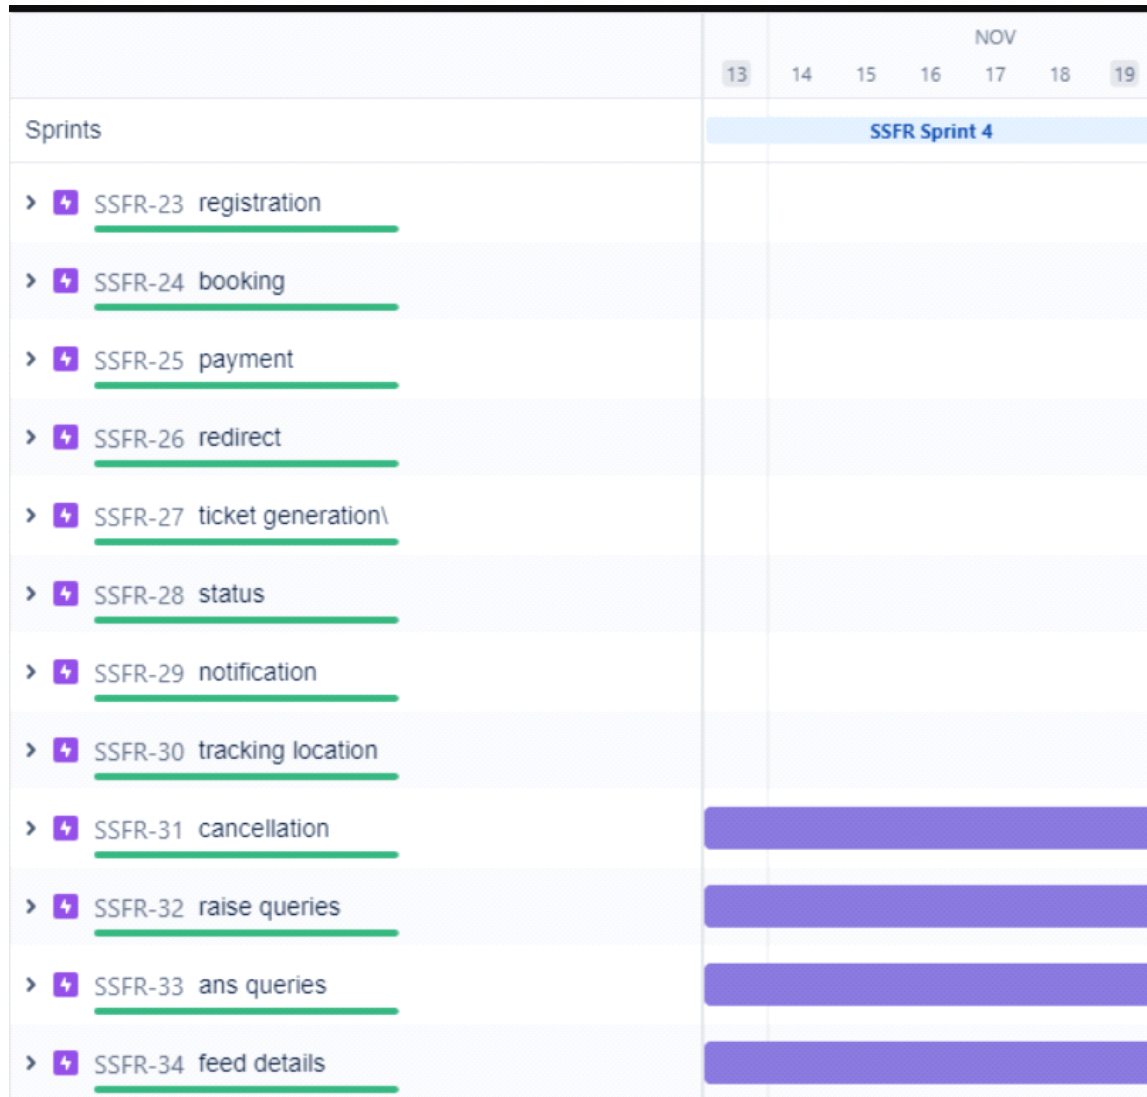 NOV
13 14 15 16 17 18 19
Sprints SSFR Sprint 4
SSFR-23 registration
SSFR-24 booking
SSFR-25 payment
SSFR-26 redirect
SSFR-27 ticket generation\
SSFR-28 status
SSFR-29 notification
SSFR-30 tracking location
SSFR-31 cancellation
SSFR-32 raise queries
SSFR-33 ans queries
SSFR-34 feed details